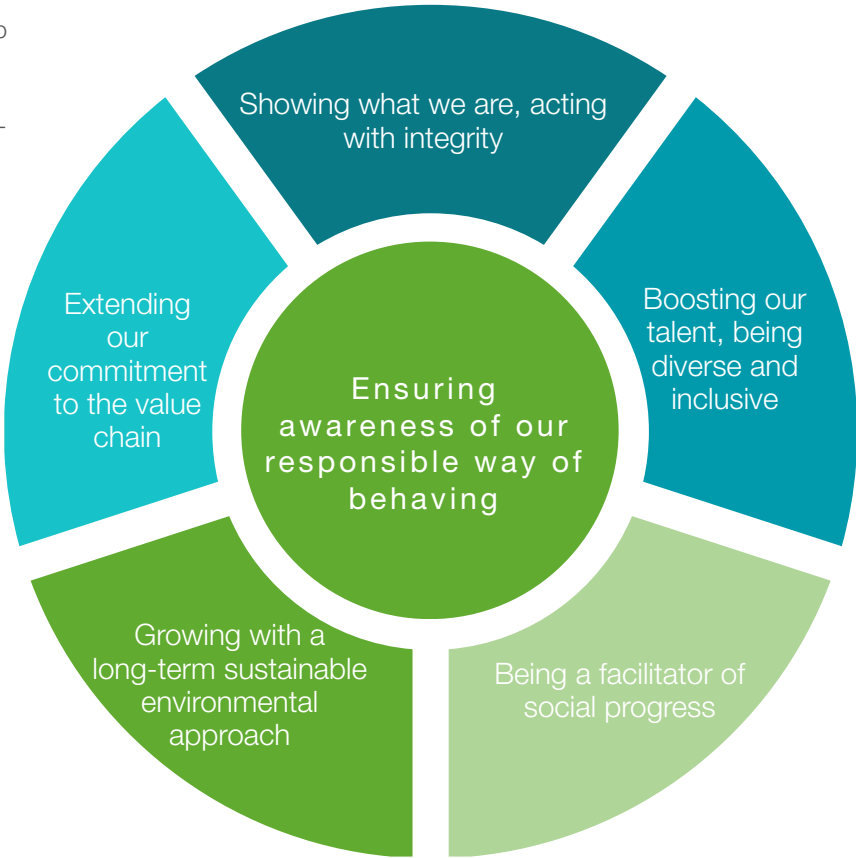 Showing what we are, acting
with integrity
Boosting our
talent, being
diverse and
inclusive
Being a facilitator of
social progress
Growing with a
long-term sustainable
environmental
approach
Extending
our
commitment
to the value
chain
Ensuring
awareness of our
responsible way of
behaving